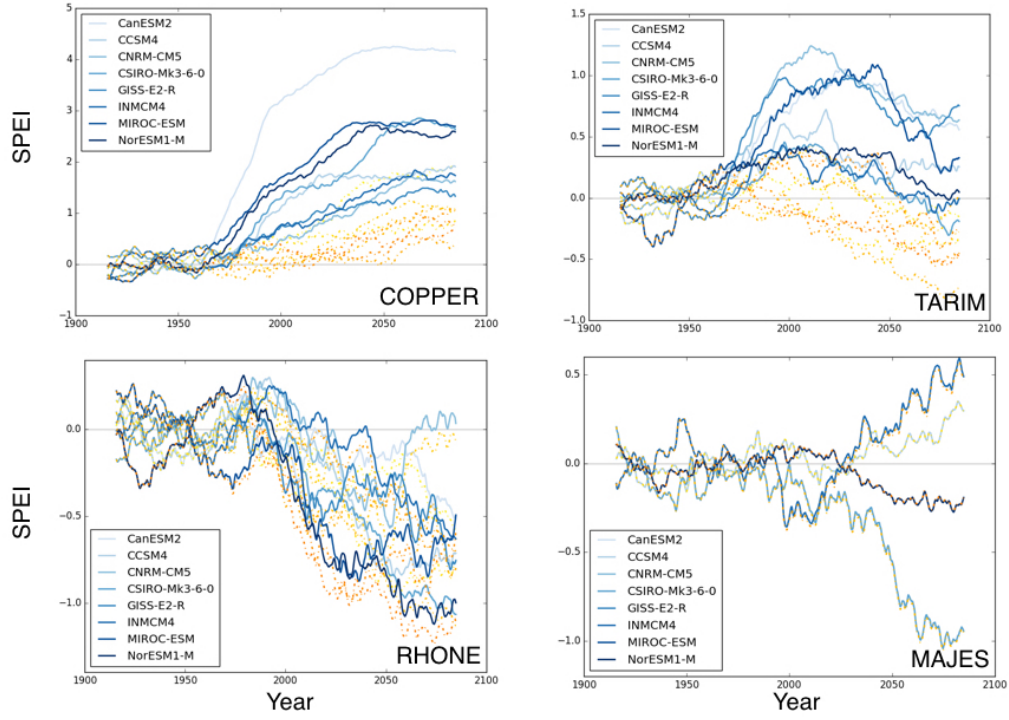 SPEI
5
4
3
2
1
0
−1
1900
1950
2000
2050
2100
CanESM2
CCSM4
CNRM-CM5
CSIRO-Mk3-6-0
GISS-E2-R
INMCM4
MIROC-ESM
NorESM1-M
COPPER
1.5
1.0
0.5
0.0
−0.5
−1.0
1900
1950
2000
2050
2100
CanESM2
CCSM4
CNRM-CM5
CSIRO-Mk3-6-0
GISS-E2-R
INMCM4
MIROC-ESM
NorESM1-M
TARIM
SPEI
0.0
−0.5
−1.0
1900
1950
2000
2050
2100
CanESM2
CCSM4
CNRM-CM5
CSIRO-Mk3-6-0
GISS-E2-R
INMCM4
MIROC-ESM
NorESM1-M
RHONE
Year
0.5
0.0
−0.5
−1.0
1900
1950
2000
2050
2100
CanESM2
CCSM4
CNRM-CM5
CSIRO-Mk3-6-0
GISS-E2-R
INMCM4
MIROC-ESM
NorESM1-M
MAJES
Year